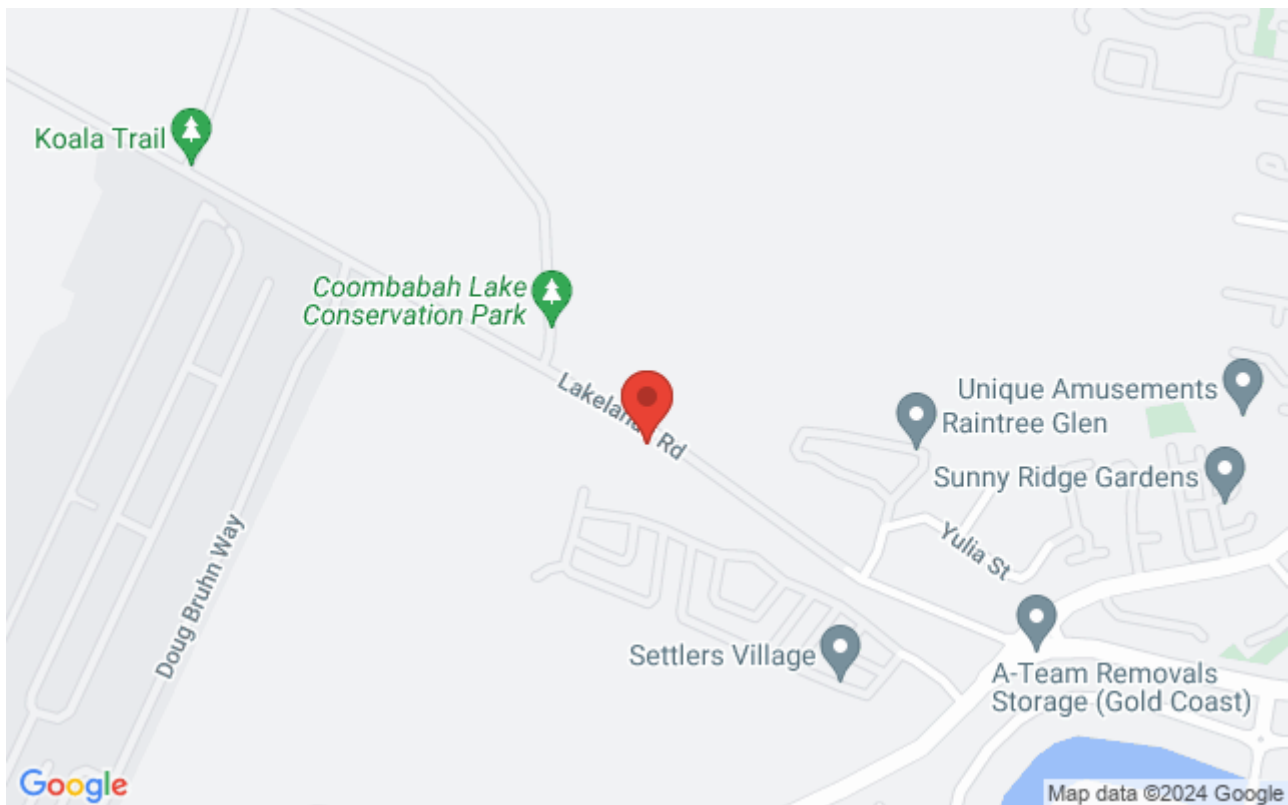 Koala Trail
Coombabah Lake
Conservation Park
Unique Amusements
Raintree Glen
Sunny Ridge Gardens
Yulia St
Doug Bruhn Way
Settlers Village
A-Team Removals
Storage (Gold Coast)
Google
Map data ©2024 Google